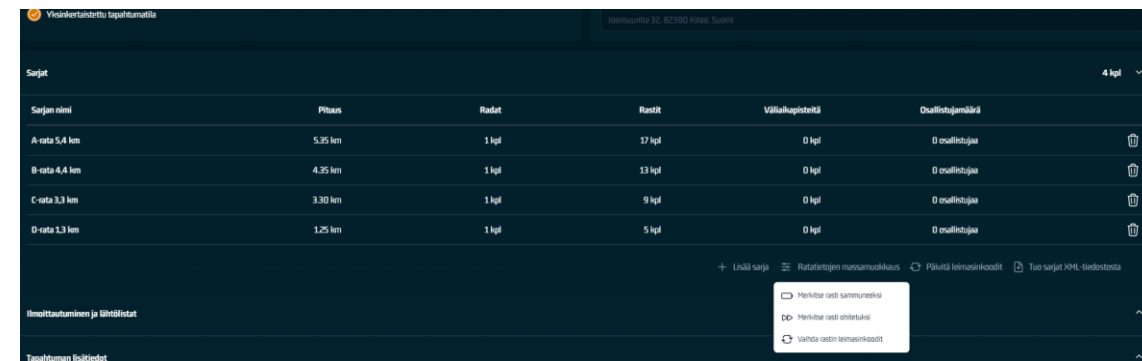 Yksinkertaistettu tapahtumatila
Joensuuntie 32, 82380 Kitee, Suomi
Sarjat 4 kpl
Sarjan nimi Pituus Radat Rastit Väliaikapisteitä Osallistujamäärä
A-rata 5,4 km 5.35 km 1 kpl 17 kpl 0 kpl 0 osallistujaa
B-rata 4,4 km 4.35 km 1 kpl 13 kpl 0 kpl 0 osallistujaa
C-rata 3,3 km 3.30 km 1 kpl 9 kpl 0 kpl 0 osallistujaa
D-rata 1,3 km 1.25 km 1 kpl 5 kpl 0 kpl 0 osallistujaa
+ Lisää sarja Ratatietojen massamuokkaus Päivitä leimasinkoodit Tuo sarjat XML-tiedostosta
Merkitse rasti sammuneeksi
Merkitse rasti ohitetuksi
Vaihda rastin leimasinkoodit
Ilmoittautuminen ja lähtölistat
Tapahtuman lisätiedot